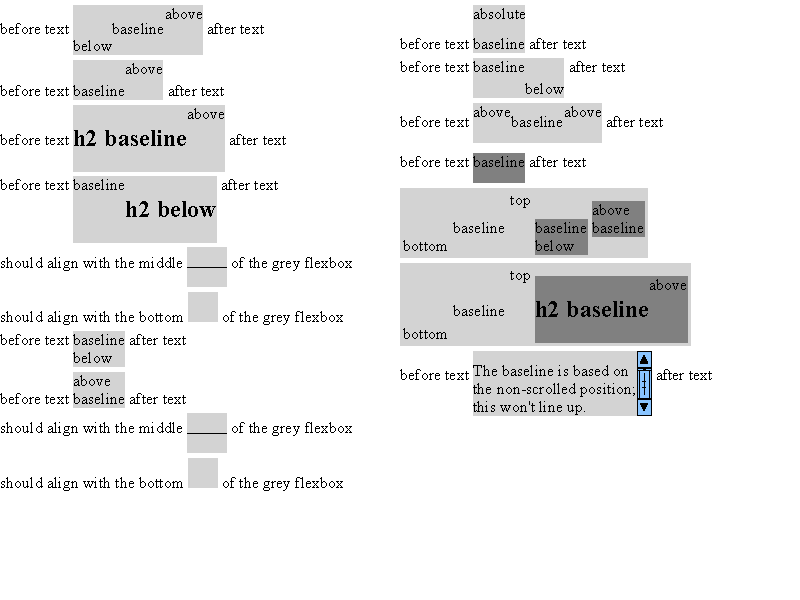 above
before text baseline after text
below
above
before text baseline after text
above
before text h2 baseline after text
before text baseline after text
h2 below
should align with the middle of the grey flexbox
should align with the bottom of the grey flexbox
before text baseline after text
below
above
before text baseline after text
should align with the middle of the grey flexbox
should align with the bottom of the grey flexbox
absolute
before text baseline after text
before text baseline after text
below
above above
before text baseline after text
before text baseline after text
top
above
baseline baseline baseline
bottom below
top
above
baseline h2 baseline
bottom
before text The baseline is based on after text
the non-scrolled position;
this won't line up.